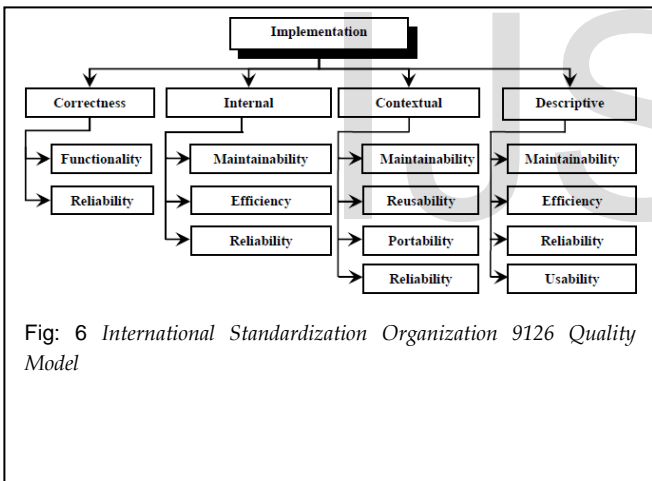 Implementation
Correctness Internal Contextual Descriptive
Functionality Maintainability Maintainability Maintainability
Reliability Efficiency Reusability Efficiency
Reliability Portability Reliability
Reliability Usability
IJS
Fig: 6 International Standardization Organization 9126 Quality
Model